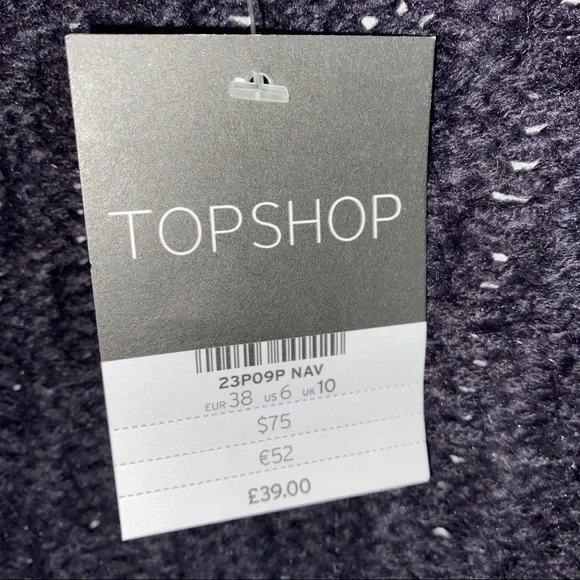 TOPSHOP
23P09P NAV
EUR 38 US 6 UK 10
$75
€52
£39.00